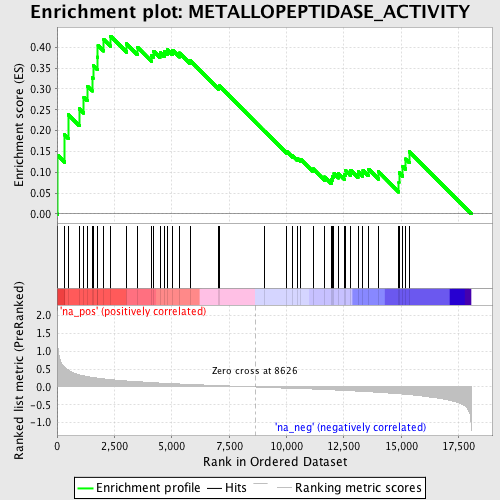 Enrichment plot: METALLOPEPTIDASE_ACTIVITY
Enrichment score (ES)
0.40
0.35
0.30
0.25
0.20
0.15
0.10
0.05
0.00
'na_pos' (positively correlated)
Ranked list metric (PreRanked)
2.0
1.5
1.0
0.5
0.0
-0.5
-1.0
Zero cross at 8626
'na_neg' (negatively correlated)
0
2,500
5,000
7,500
10,000
12,500
15,000
17,500
Rank in Ordered Dataset
Enrichment profile
Hits
Ranking metric scores